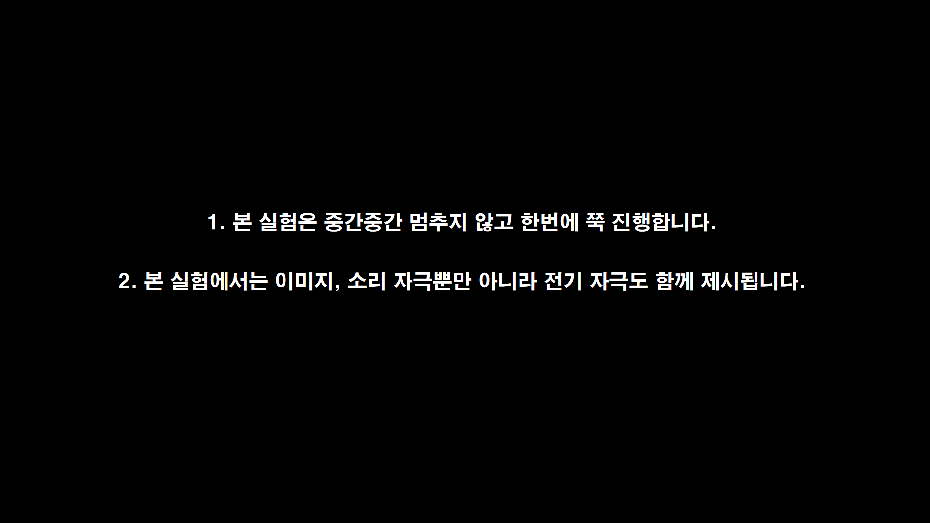 1. 본 실험은 중간중간 멈추지 않고 한번에 쭉 진행합니다.
2. 본 실험에서는 이미지, 소리 자극뿐만 아니라 전기 자극도 함께 제시됩니다.